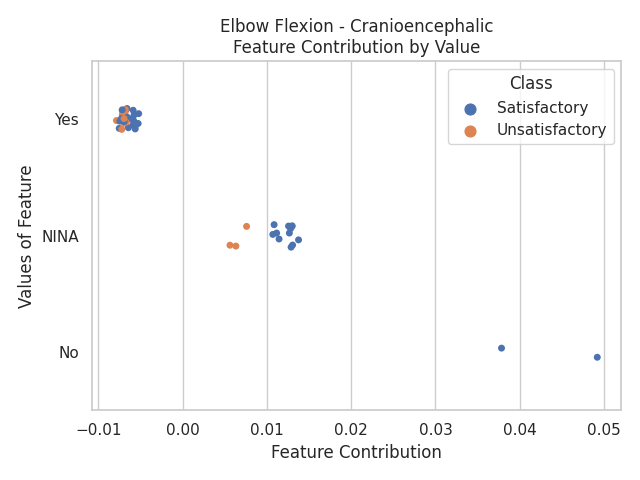 Elbow Flexion - Cranioencephalic
Feature Contribution by Value
Class
Satisfactory
Unsatisfactory
Values of Feature
Yes
NINA
No
−0.01 0.00 0.01 0.02 0.03 0.04 0.05
Feature Contribution